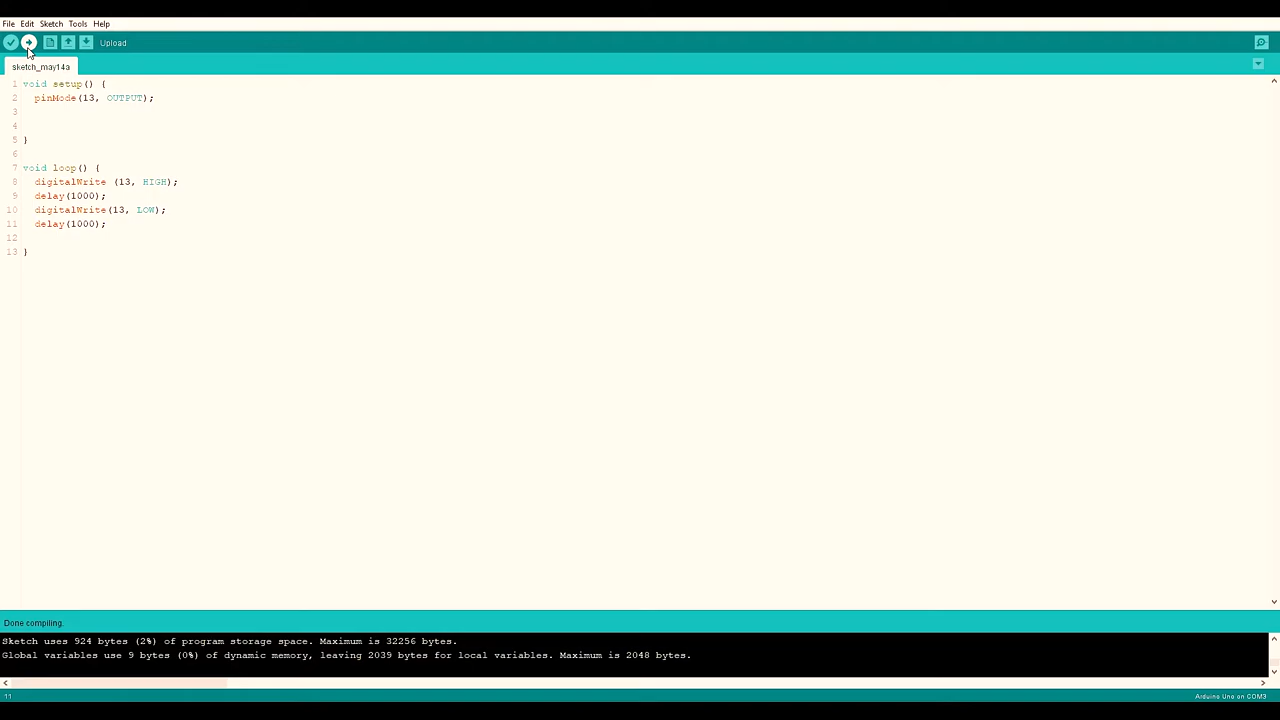 File Edit Sketch Tools Help
Upload
sketch_may14a
1 void setup() {
2 pinMode(13, OUTPUT);
3
4
5 }
6
7 void loop() {
8 digitalWrite (13, HIGH);
9 delay(1000);
10 digitalWrite(13, LOW);
11 delay(1000);
12
13 }
Done compiling.
Sketch uses 924 bytes (2%) of program storage space. Maximum is 32256 bytes.
Global variables use 9 bytes (0%) of dynamic memory, leaving 2039 bytes for local variables. Maximum is 2048 bytes.
11 Arduino Uno on COM3